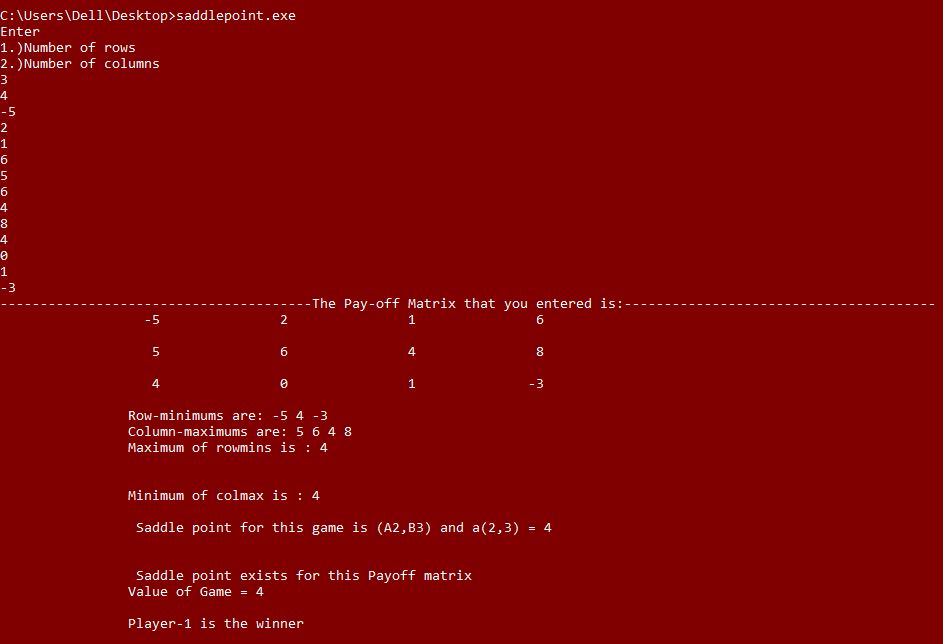 C:\Users\Dell\Desktop>saddlepoint.exe
Enter
1.)Number of rows
2.)Number of columns
3
4
-5
2
1
6
5
6
4
8
4
0
1
-3
---------------------------------------The Pay-off Matrix that you entered is:---------------------------------------
-5 2 1 6
5 6 4 8
4 0 1 -3
Row-minimums are: -5 4 -3
Column-maximums are: 5 6 4 8
Maximum of rowmins is : 4
Minimum of colmax is : 4
Saddle point for this game is (A2,B3) and a(2,3) = 4
Saddle point exists for this Payoff matrix
Value of Game = 4
Player-1 is the winner